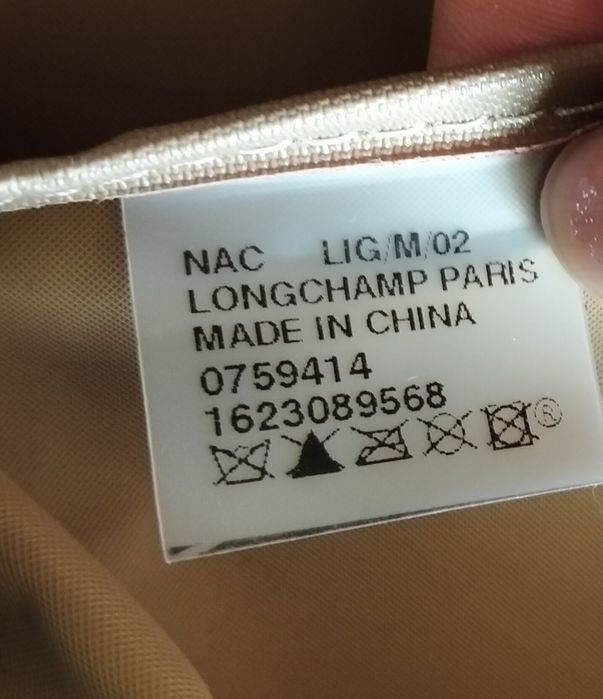 NAC LIG/M/02
LONGCHAMP PARIS
MADE IN CHINA
0759414
1623089568
®